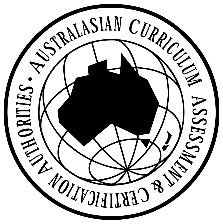 AUSTRALASIAN CURRICULUM ASSESSMENT & CERTIFICATION AUTHORITIES •